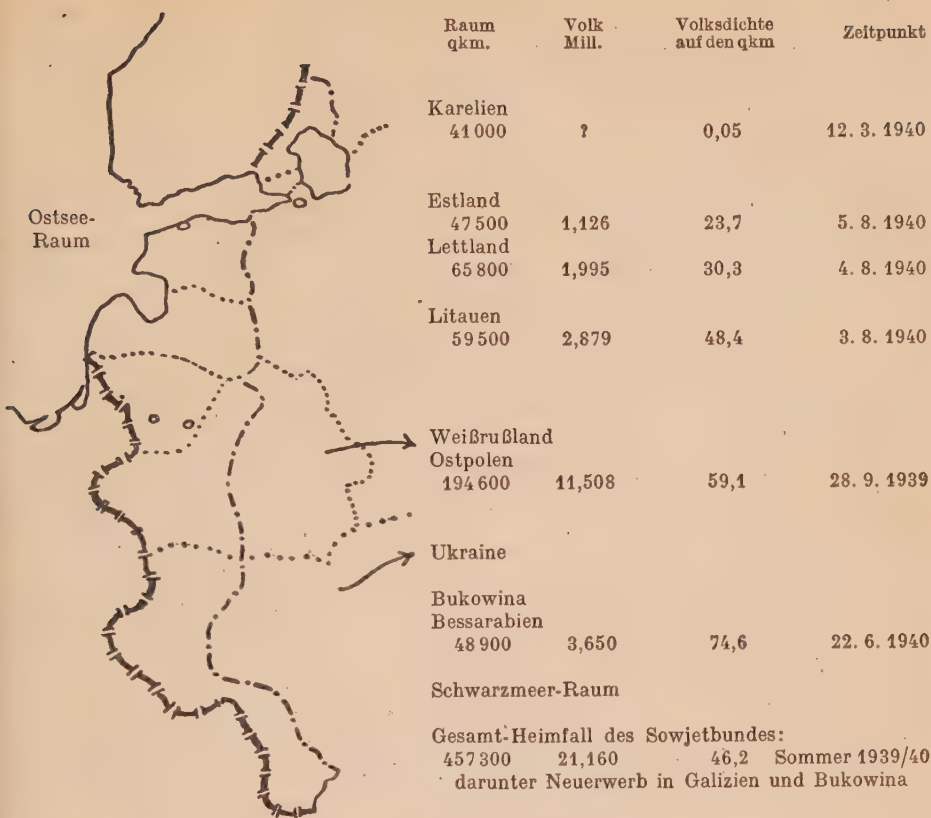 Raum Volk Volksdichte Zeitpunkt
qkm. Mill. auf den qkm
Karelien
41 000 ? 0,05 12. 3. 1940
Ostsee-
Raum
Estland
47 500 1,126 23,7 5. 8. 1940
Lettland
65 800 1,995 30,3 4. 8. 1940
Litauen
59 500 2,879 48,4 3. 8. 1940
Weißrußland
Ostpolen
194 600 11,508 59,1 28. 9. 1939
Ukraine
Bukowina
Bessarabien
48 900 3,650 74,6 22. 6. 1940
Schwarzmeer-Raum
Gesamt-Heimfall des Sowjetbundes:
457 300 21,160 46,2 Sommer 1939/40
darunter Neuerwerb in Galizien und Bukowina